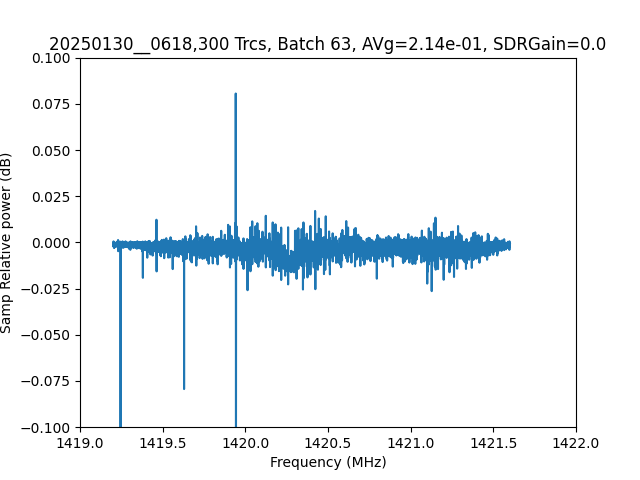 20250130__0618,300 Trcs, Batch 63, AVg=2.14e-01, SDRGain=0.0
0.100
0.075
0.050
0.025
0.000
−0.025
−0.050
−0.075
−0.100
Samp Relative power (dB)
1419.0 1419.5 1420.0 1420.5 1421.0 1421.5 1422.0
Frequency (MHz)